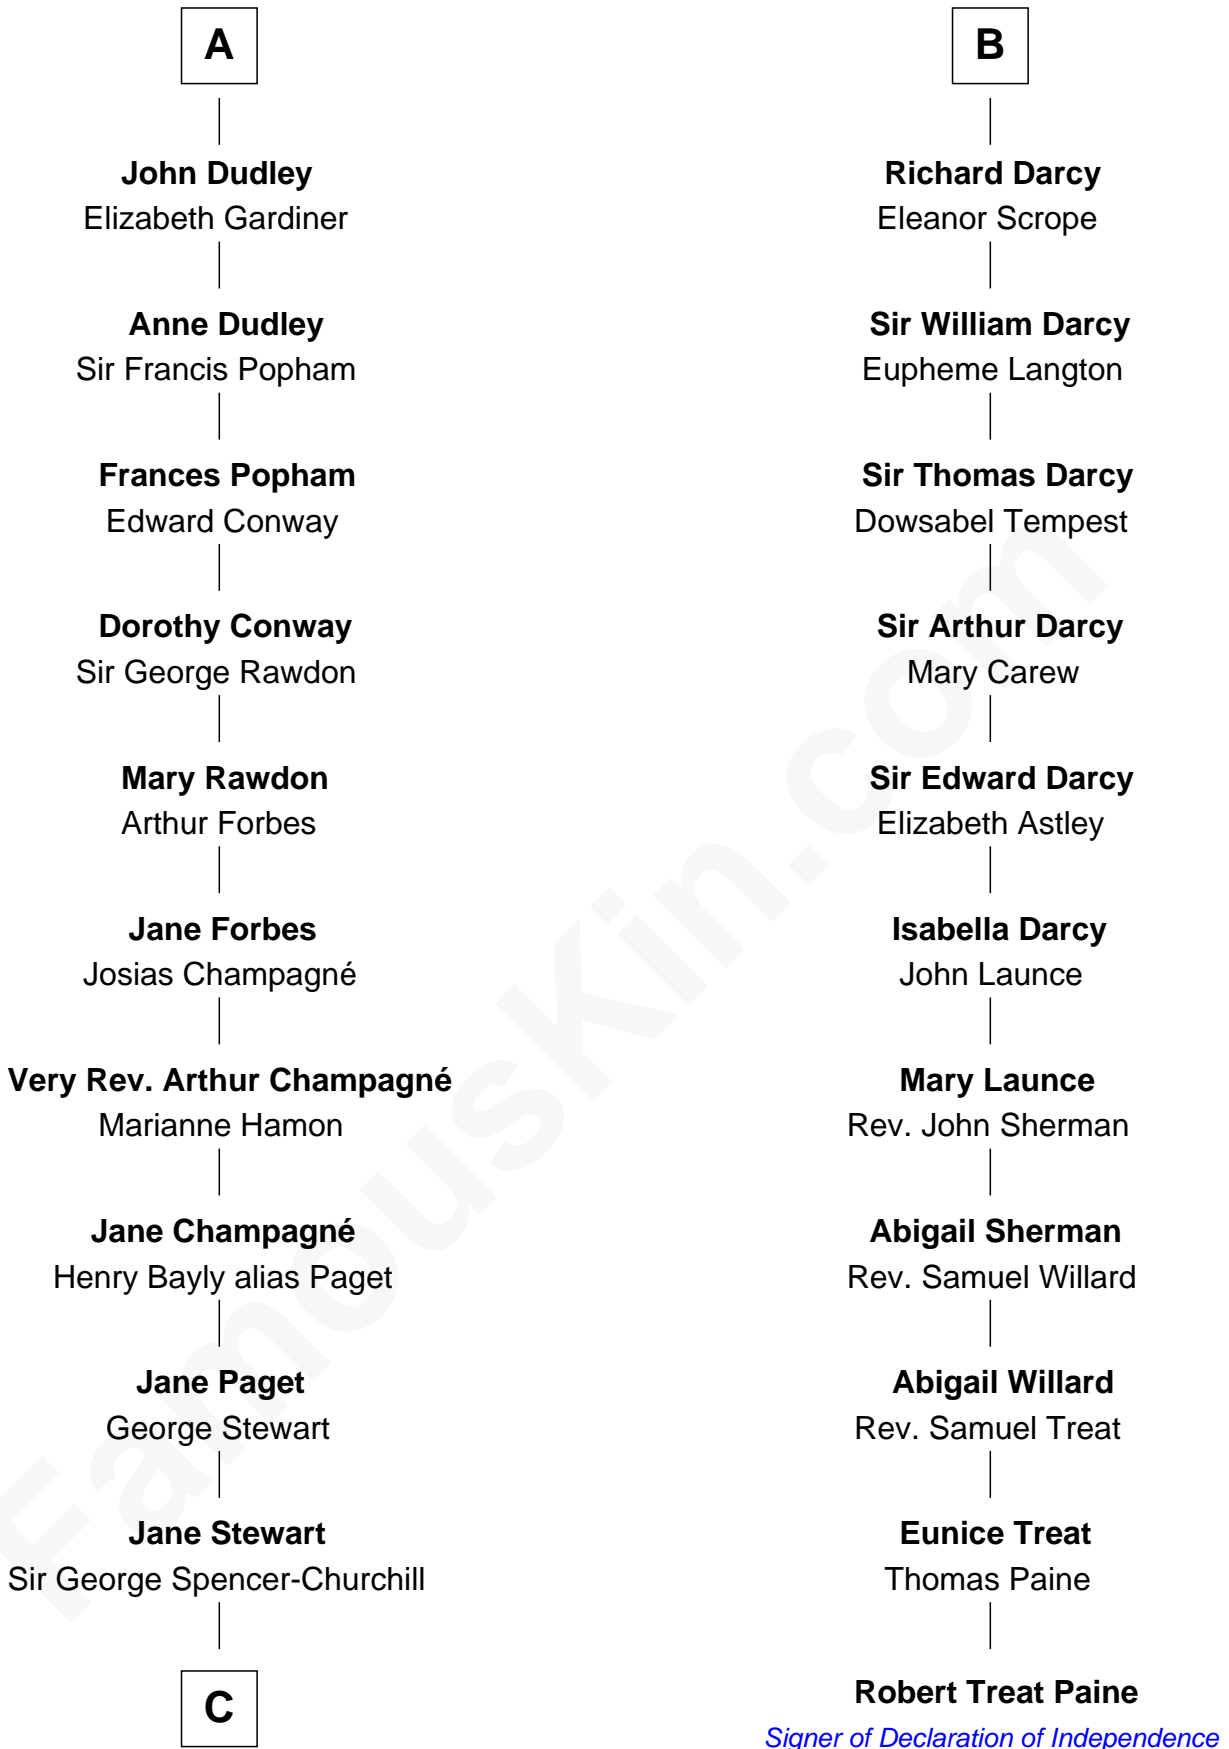 A
John Dudley
Elizabeth Gardiner
Anne Dudley
Sir Francis Popham
Frances Popham
Edward Conway
Dorothy Conway
Sir George Rawdon
Mary Rawdon
Arthur Forbes
Jane Forbes
Josias Champagné
Very Rev. Arthur Champagné
Marianne Hamon
Jane Champagné
Henry Bayly alias Paget
Jane Paget
George Stewart
Jane Stewart
Sir George Spencer-Churchill
C
B
Richard Darcy
Eleanor Scrope
Sir William Darcy
Eupheme Langton
Sir Thomas Darcy
Dowsabel Tempest
Sir Arthur Darcy
Mary Carew
Sir Edward Darcy
Elizabeth Astley
Isabella Darcy
John Launce
Mary Launce
Rev. John Sherman
Abigail Sherman
Rev. Samuel Willard
Abigail Willard
Rev. Samuel Treat
Eunice Treat
Thomas Paine
Robert Treat Paine
Signer of Declaration of Independence
FamousKin.com